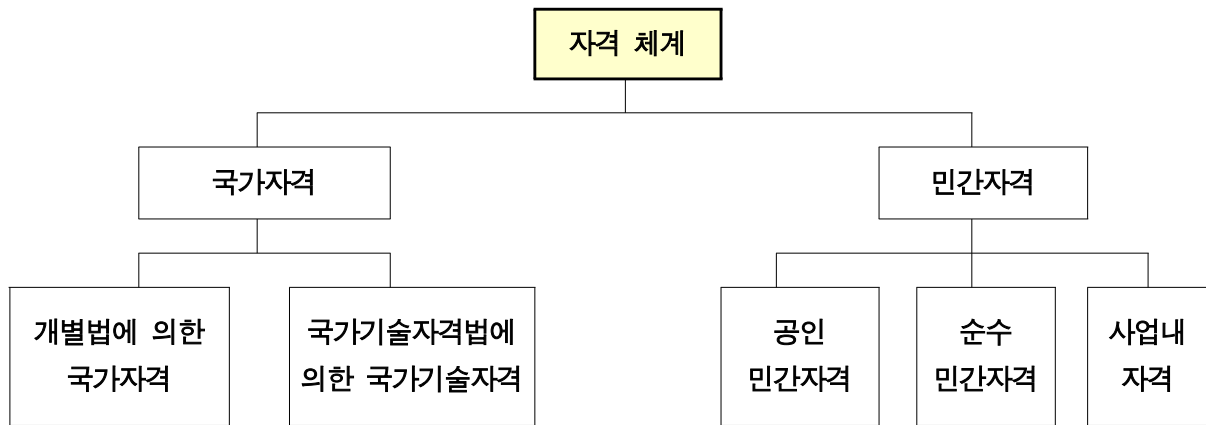 자격 체계
국가자격
민간자격
개별법에 의한
국가자격
국가기술자격법에
의한 국가기술자격
공인
민간자격
순수
민간자격
사업내
자격